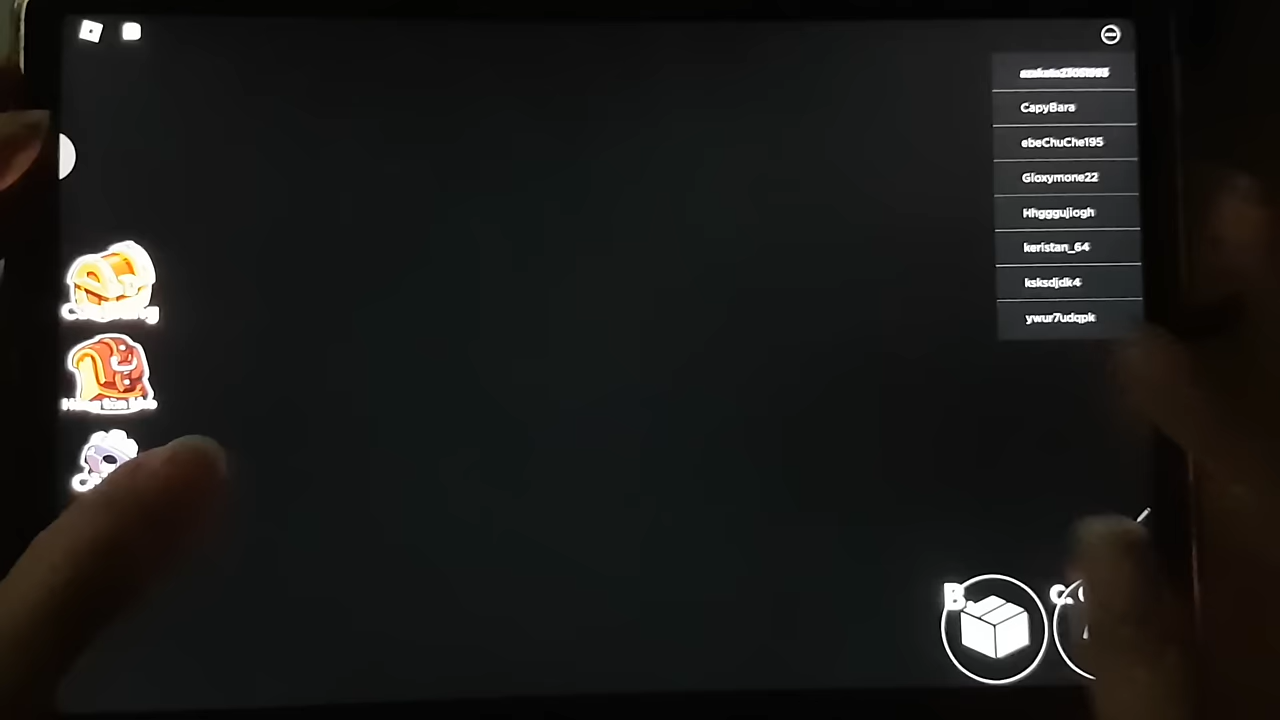 CapyBara
ebeChuChe195
Gloxymone22
Hhgggujiogh
keristan_64
ksksdjdk4
ywur7udqpk
B.
C.